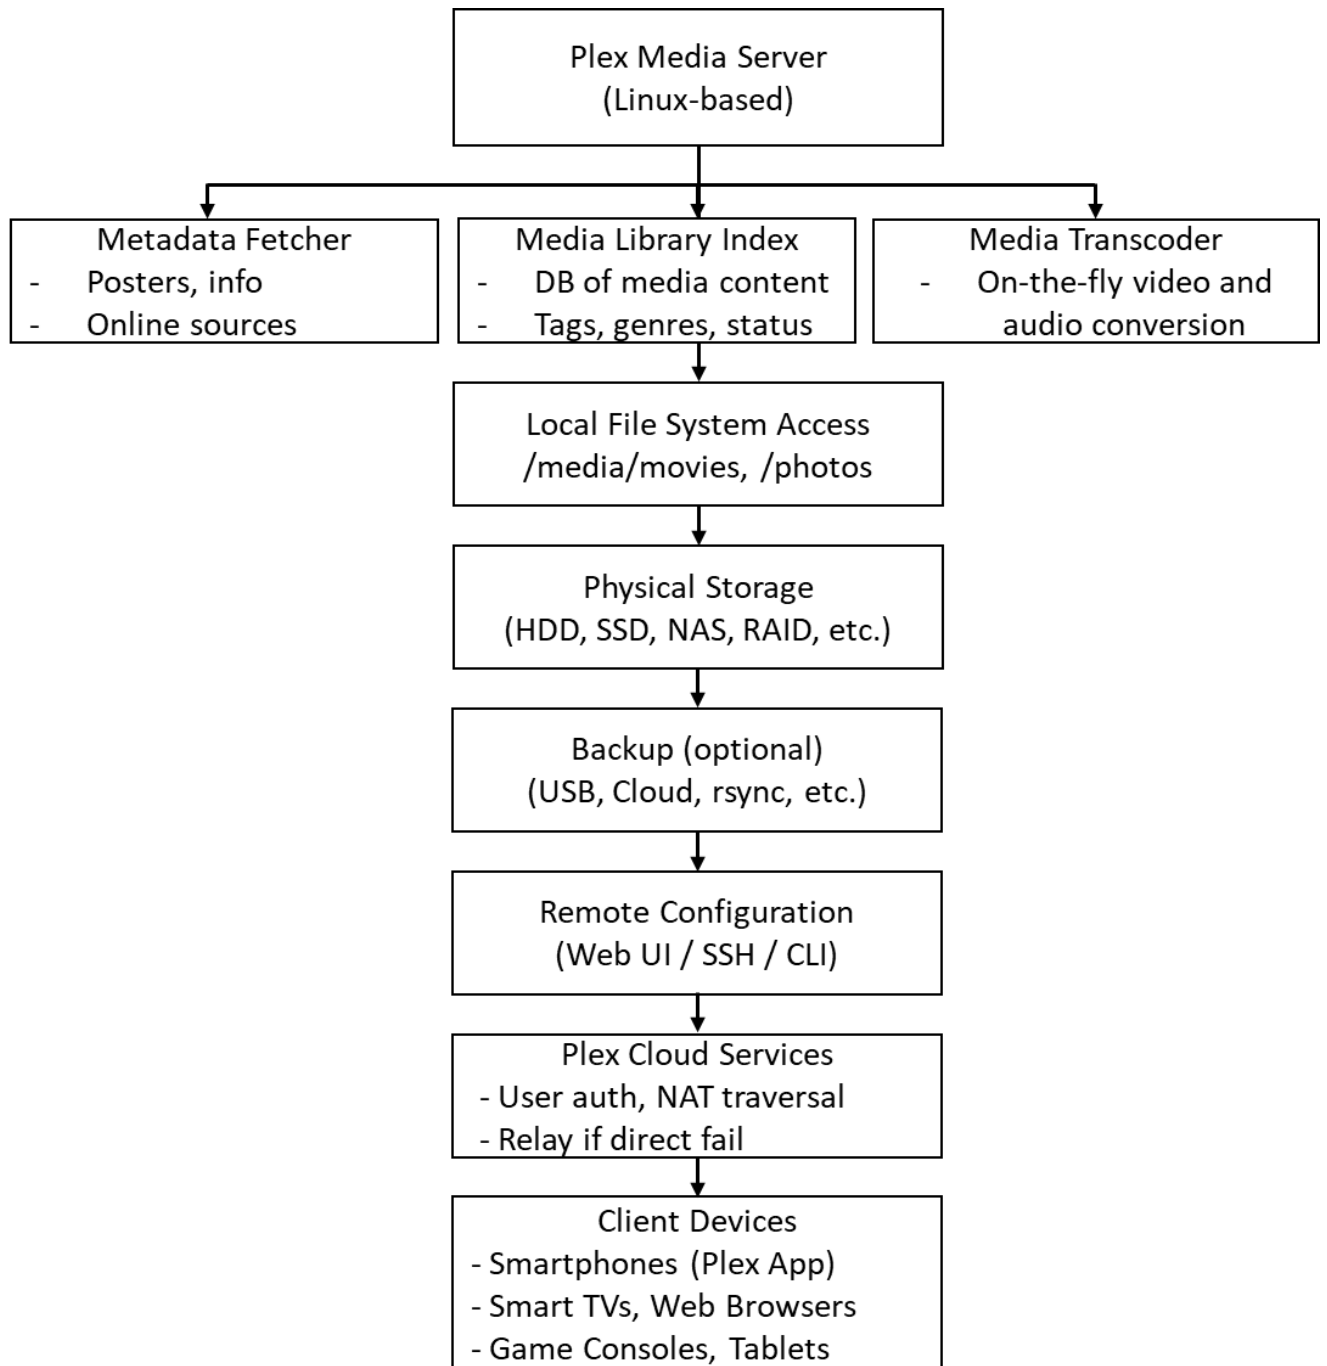 Plex Media Server
(Linux-based)
Metadata Fetcher
- Posters, info
- Online sources
Media Library Index
- DB of media content
- Tags, genres, status
Media Transcoder
- On-the-fly video and
audio conversion
Local File System Access
/media/movies, /photos
Physical Storage
(HDD, SSD, NAS, RAID, etc.)
Backup (optional)
(USB, Cloud, rsync, etc.)
Remote Configuration
(Web UI / SSH / CLI)
Plex Cloud Services
- User auth, NAT traversal
- Relay if direct fail
Client Devices
- Smartphones (Plex App)
- Smart TVs, Web Browsers
- Game Consoles, Tablets